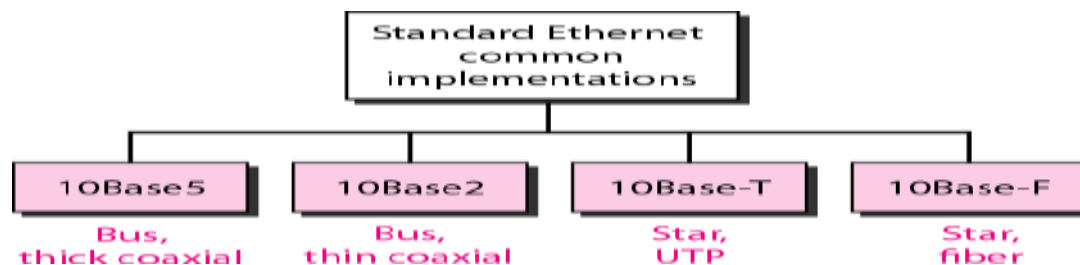 Standard Ethernet
common
implementations
10Base5
10Base2
10Base-T
10Base-F
Bus,
thick coaxial
Bus,
thin coaxial
Star,
UTP
Star,
fiber